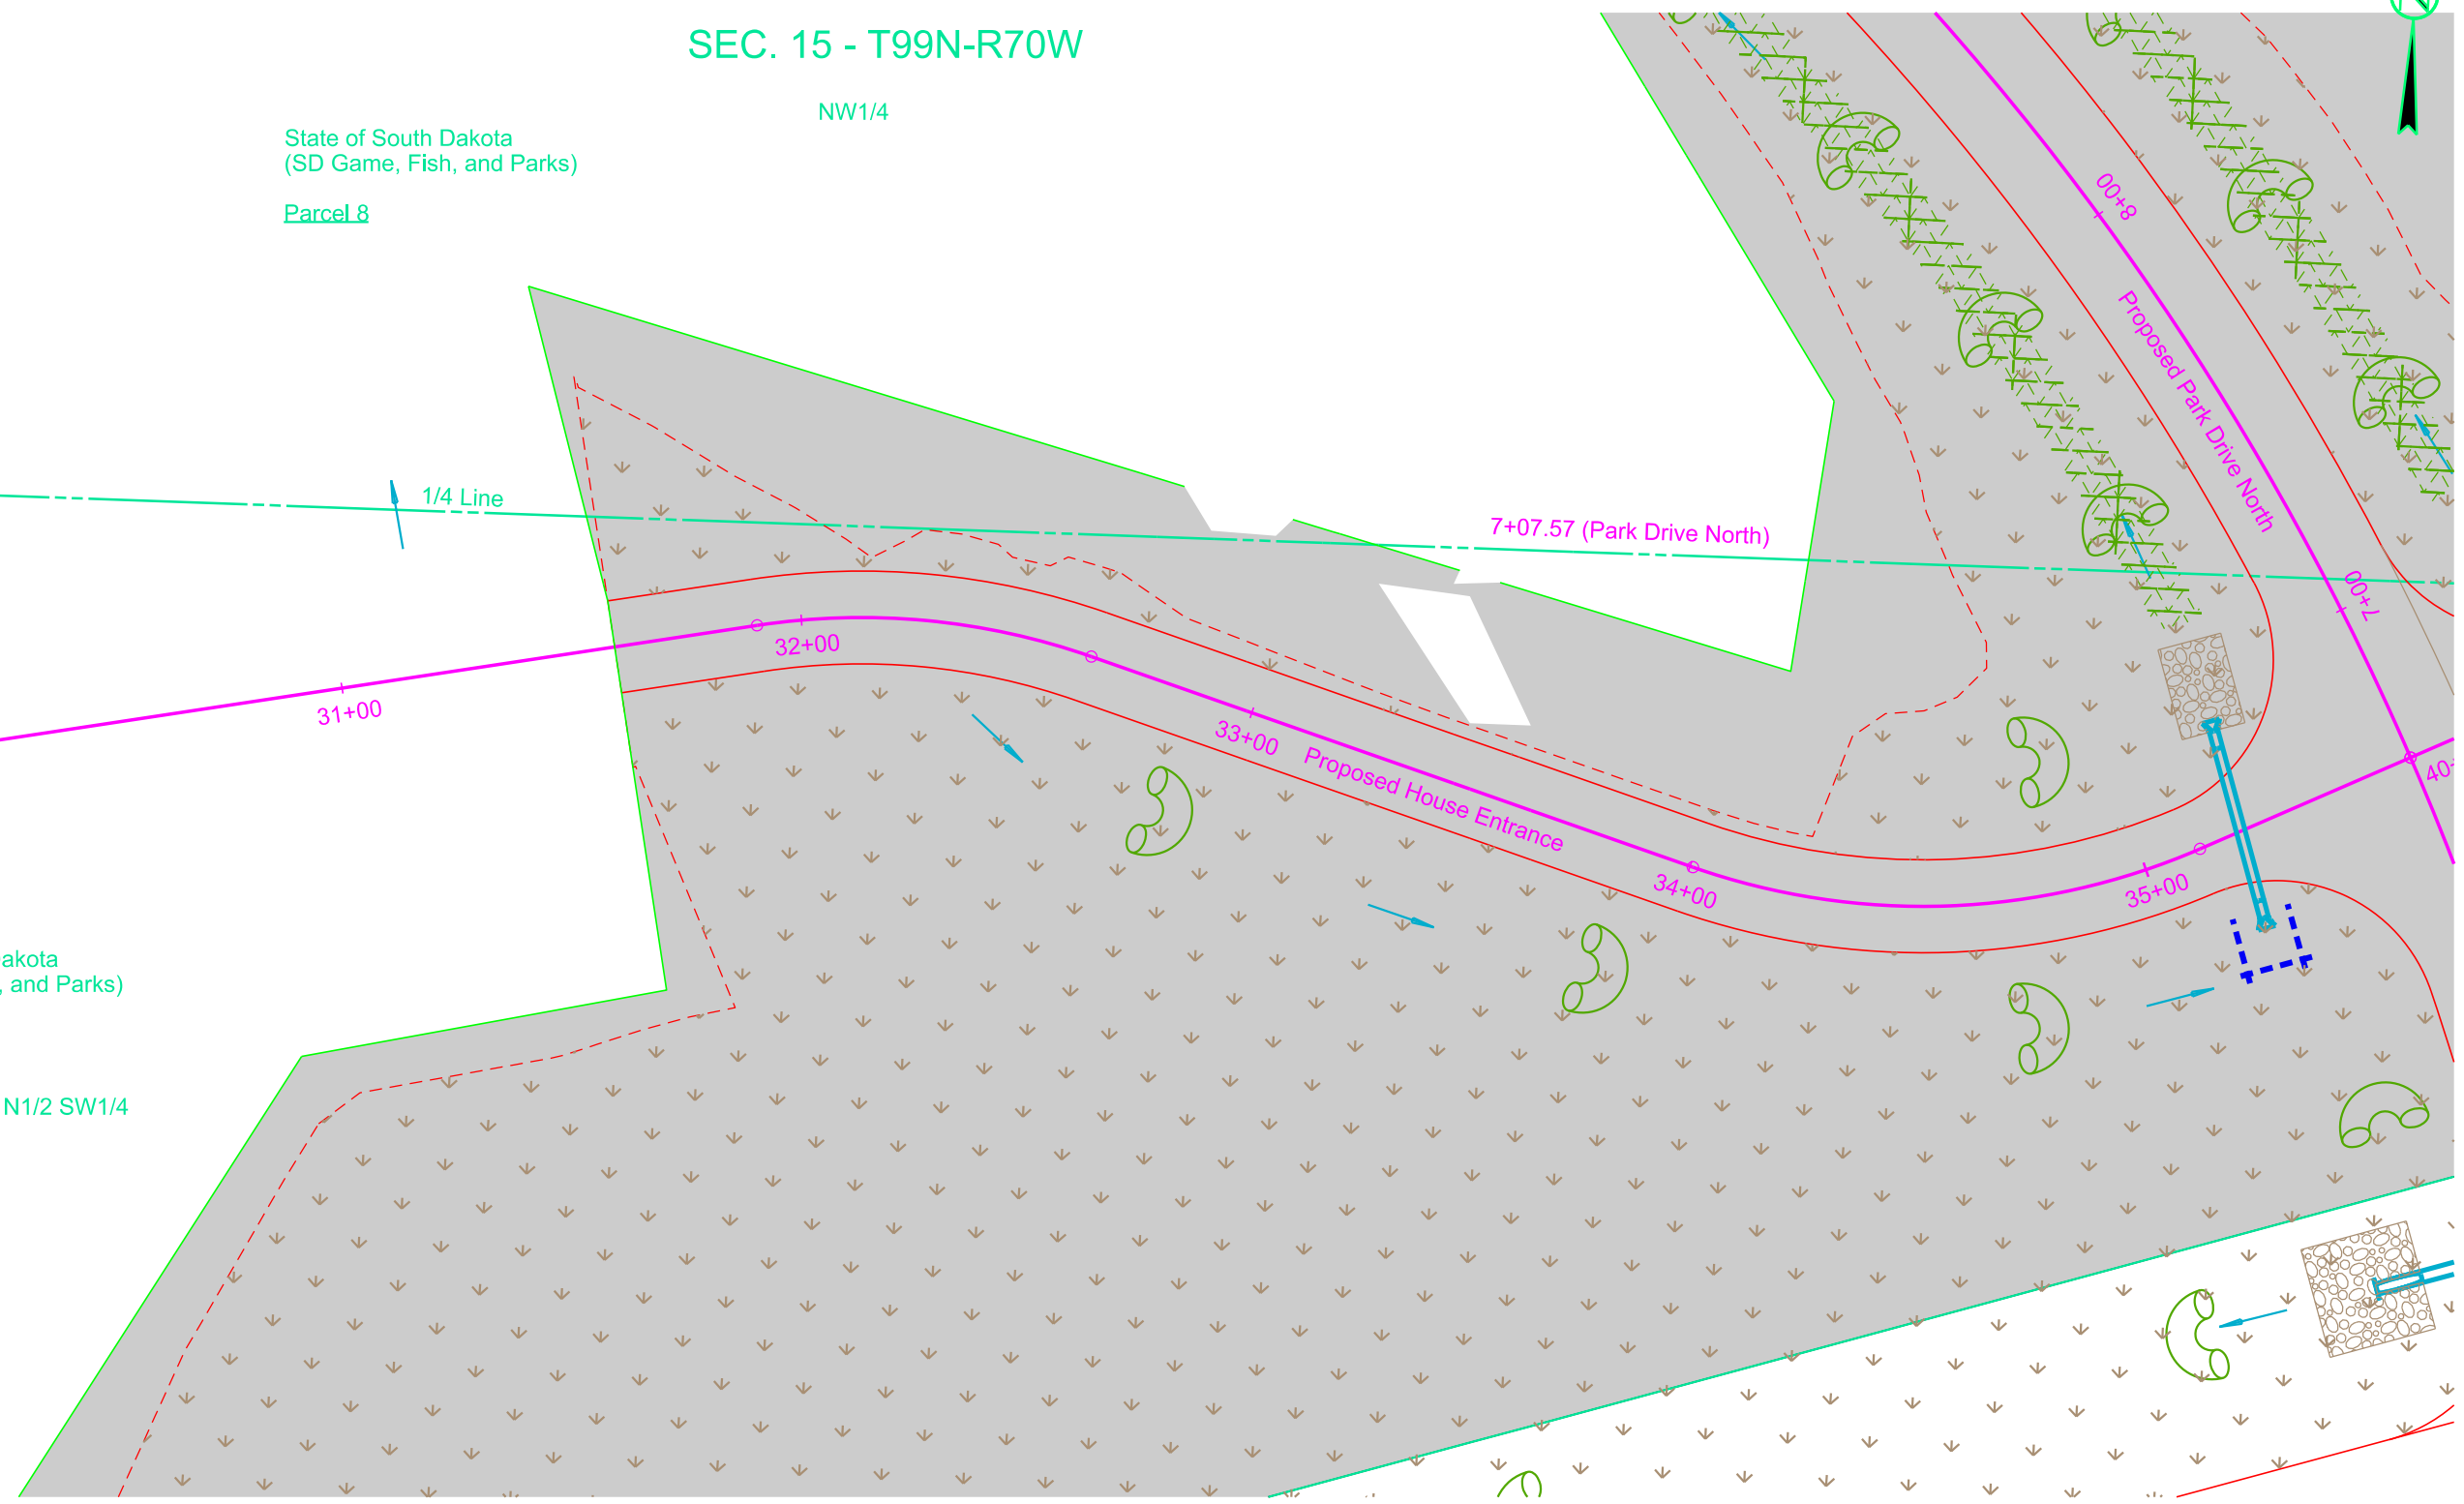 SEC. 15 - T99N-R70W
NW1/4
State of South Dakota
(SD Game, Fish, and Parks)
Parcel 8
8+00
Proposed Park Drive North
1/4 Line
7+07.57 (Park Drive North)
7+00
32+00
31+00
33+00
Proposed House Entrance
40+
34+00
35+00
akota
, and Parks)
N1/2 SW1/4